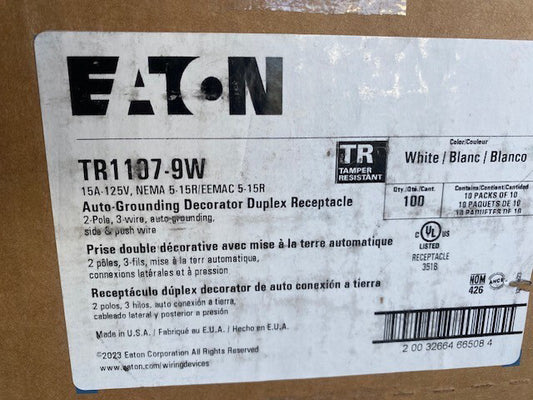 EATON
TR1107-9W
15A-125V, NEMA 5-15R/EEMAC 5-15R
Auto-Grounding Decorator Duplex Receptacle
2-Pole, 3-wire, auto-grounding,
side & push wire
Prise double décorative avec mise à la terre automatique
2 pôles, 3-fils, mise à la terre automatique,
connexions latérales et à pression
Receptáculo dúplex decorator de auto conexión a tierra
2 polos, 3 hilos, auto conexión a tierra,
cableado lateral y posterior a presión
Made in U.S.A. / Fabriqué au E.U.A. / Hecho en E.U.A.
©2023 Eaton Corporation All Rights Reserved
www.eaton.com/wiringdevices
TR
TAMPER
RESISTANT
Color/Couleur
White / Blanc / Blanco
Qty./Qté./Cant.
100
Contains/Contient/Cantidad
10 PACKS OF 10
10 PAQUETS DE 10
10 PAQUETES DE 10
C UL US
LISTED
RECEPTACLE
351B
NOM
426
ANCE
2 00 32664 66508 4